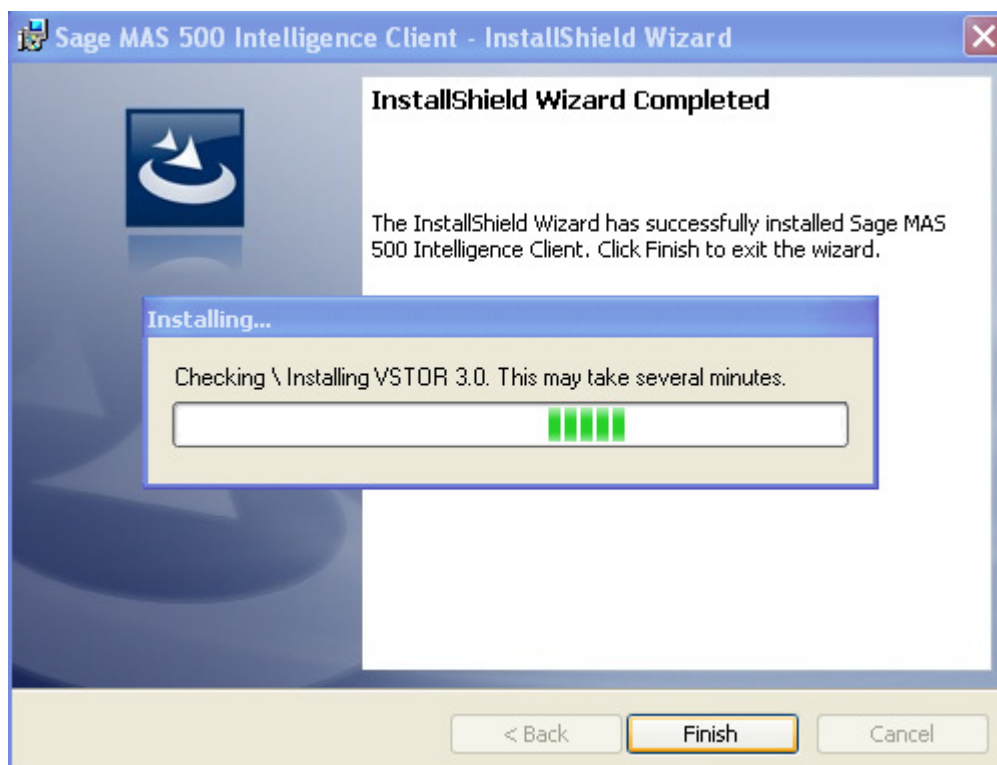 Sage MAS 500 Intelligence Client - InstallShield Wizard
InstallShield Wizard Completed
The InstallShield Wizard has successfully installed Sage MAS
500 Intelligence Client. Click Finish to exit the wizard.
Installing...
Checking \ Installing VSTOR 3.0. This may take several minutes.
< Back Finish Cancel